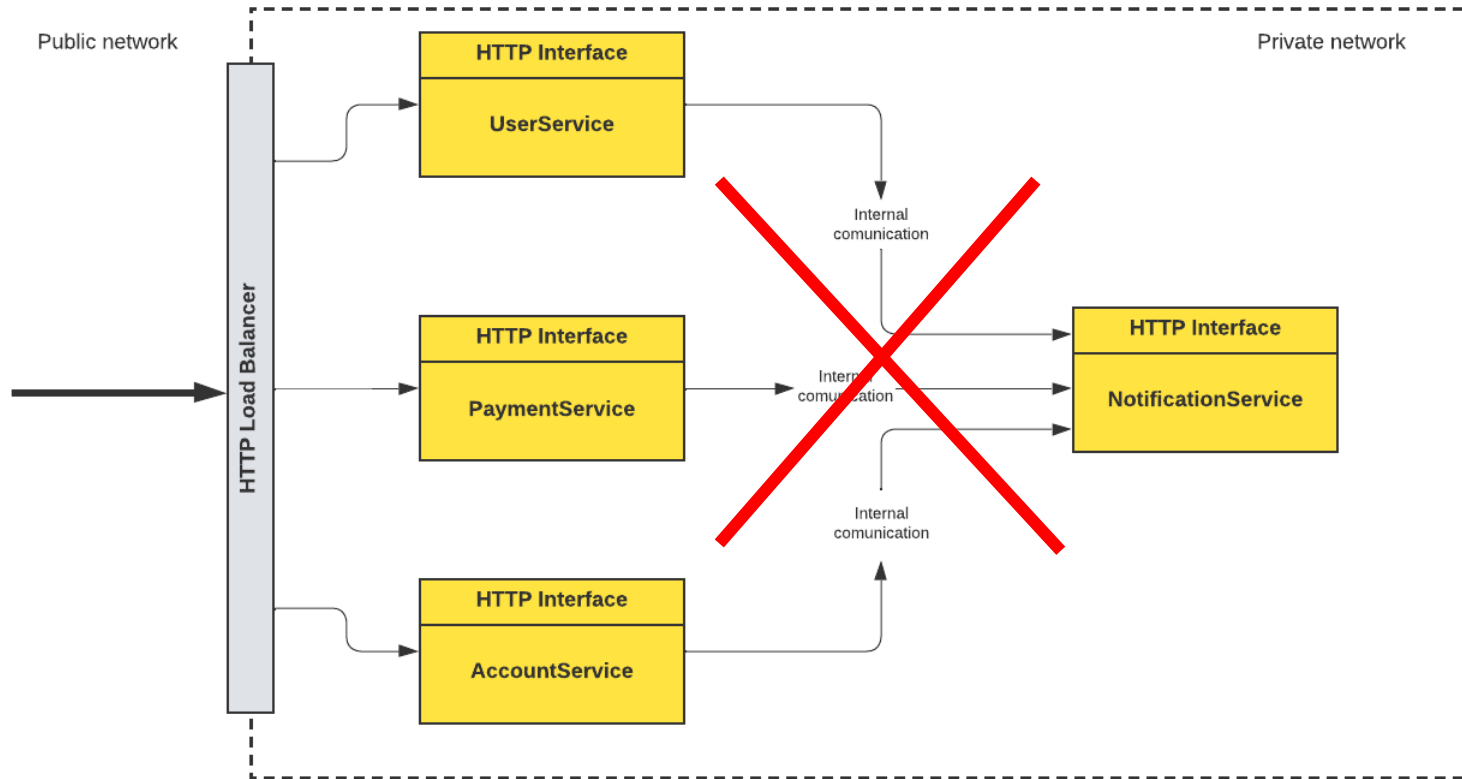 Public network
Private network
HTTP Load Balancer
HTTP Interface
UserService
Internal
comunication
HTTP Interface
PaymentService
Internal
comunication
HTTP Interface
NotificationService
Internal
comunication
HTTP Interface
AccountService